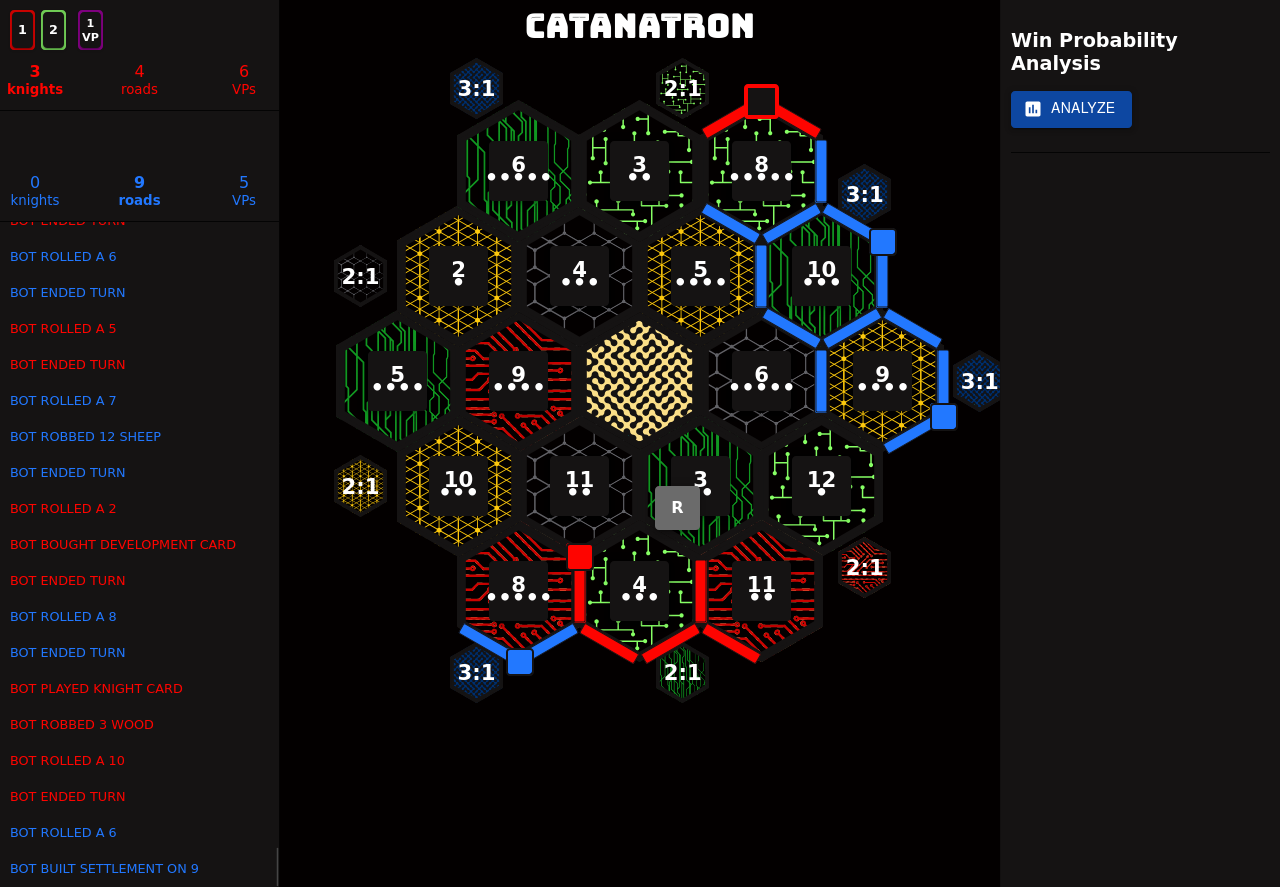 1
2
1
VP
3
knights
4
roads
6
VPs
0
knights
9
roads
5
VPs
BOT ENDED TURN
BOT ROLLED A 6
BOT ENDED TURN
BOT ROLLED A 5
BOT ENDED TURN
BOT ROLLED A 7
BOT ROBBED 12 SHEEP
BOT ENDED TURN
BOT ROLLED A 2
BOT BOUGHT DEVELOPMENT CARD
BOT ENDED TURN
BOT ROLLED A 8
BOT ENDED TURN
BOT PLAYED KNIGHT CARD
BOT ROBBED 3 WOOD
BOT ROLLED A 10
BOT ENDED TURN
BOT ROLLED A 6
BOT BUILT SETTLEMENT ON 9
CATANATRON
3:1
2:1
6
3
8
3:1
2:1
2
4
5
10
5
9
6
9
3:1
2:1
10
11
3
12
R
8
4
11
2:1
3:1
2:1
Win Probability
Analysis
ANALYZE